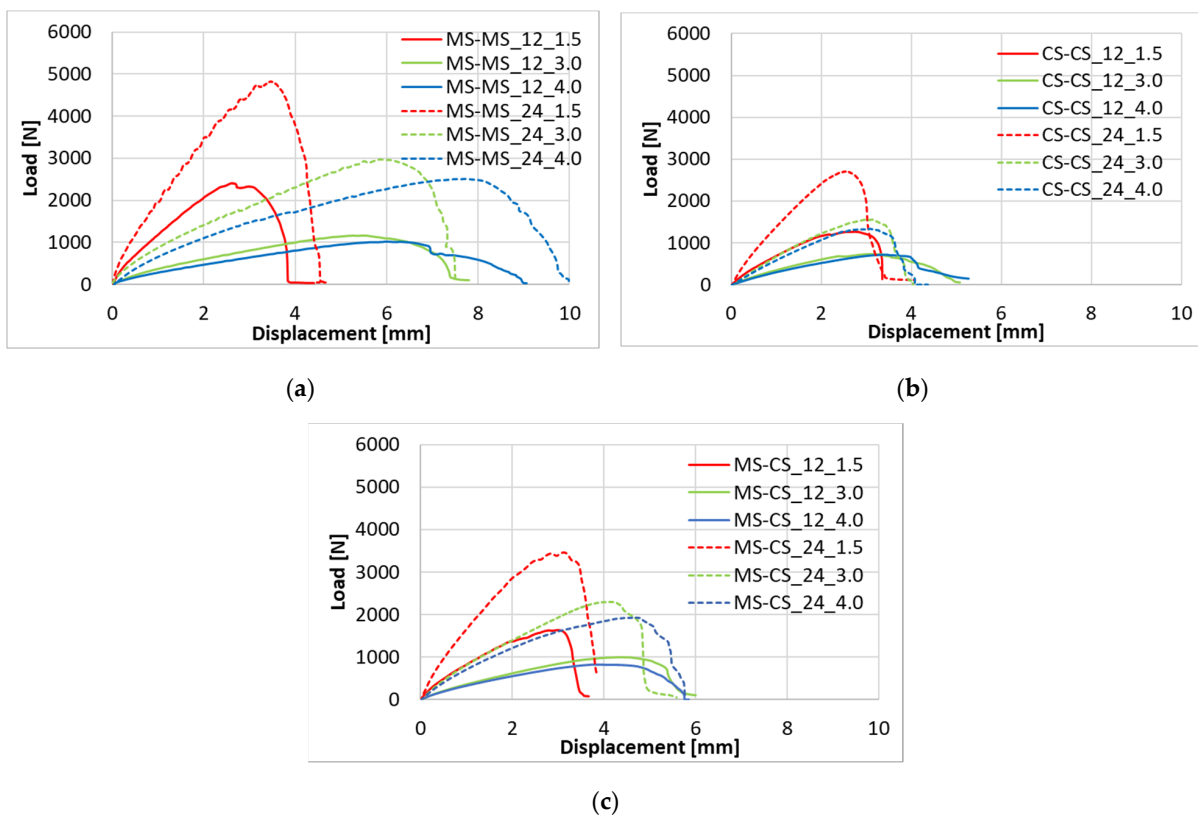 6000
5000
4000
3000
2000
1000
0
Load [N]
0 2 4 6 8 10
Displacement [mm]
MS-MS_12_1.5
MS-MS_12_3.0
MS-MS_12_4.0
MS-MS_24_1.5
MS-MS_24_3.0
MS-MS_24_4.0
(a)
6000
5000
4000
3000
2000
1000
0
Load [N]
0 2 4 6 8 10
Displacement [mm]
CS-CS_12_1.5
CS-CS_12_3.0
CS-CS_12_4.0
CS-CS_24_1.5
CS-CS_24_3.0
CS-CS_24_4.0
(b)
6000
5000
4000
3000
2000
1000
0
Load [N]
0 2 4 6 8 10
Displacement [mm]
MS-CS_12_1.5
MS-CS_12_3.0
MS-CS_12_4.0
MS-CS_24_1.5
MS-CS_24_3.0
MS-CS_24_4.0
(c)